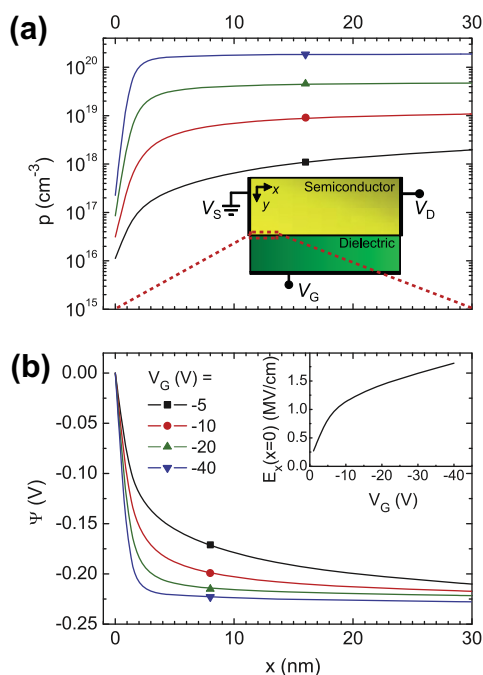 (a)
0 10 20 30
10^20
10^19
10^18
10^17
10^16
10^15
p (cm^-3)
x
y
Semiconductor
Dielectric
V_S
V_D
V_G
(b)
0.00
-0.05
-0.10
-0.15
-0.20
-0.25
Ψ (V)
V_G (V) =
-5
-10
-20
-40
E_x(x=0) (MV/cm)
1.5
1.0
0.5
0.0
0 -10 -20 -30 -40
V_G (V)
0 10 20 30
x (nm)